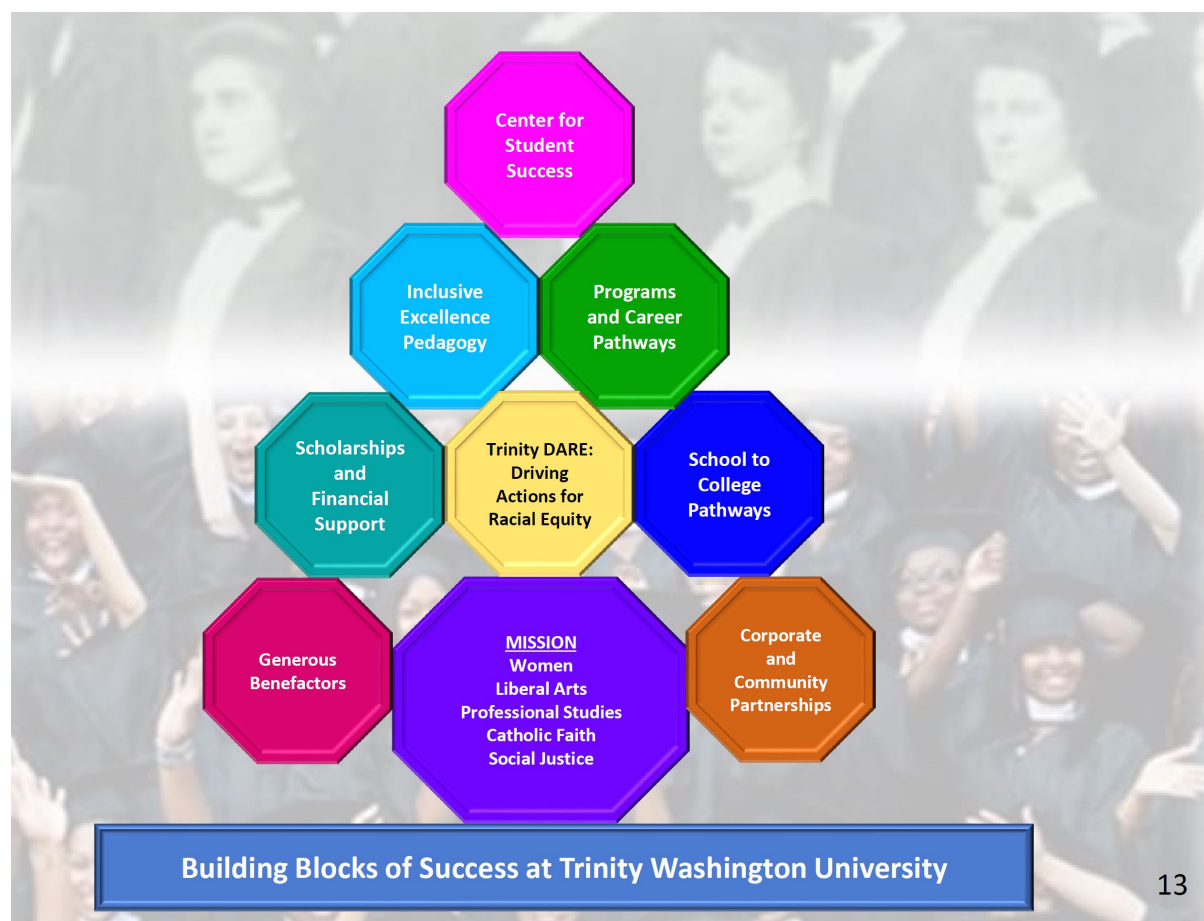 Center for
Student
Success
Inclusive
Excellence
Pedagogy
Programs
and Career
Pathways
Scholarships
and
Financial
Support
Trinity DARE:
Driving
Actions for
Racial Equity
School to
College
Pathways
Generous
Benefactors
MISSION
Women
Liberal Arts
Professional Studies
Catholic Faith
Social Justice
Corporate
and
Community
Partnerships
Building Blocks of Success at Trinity Washington University
13